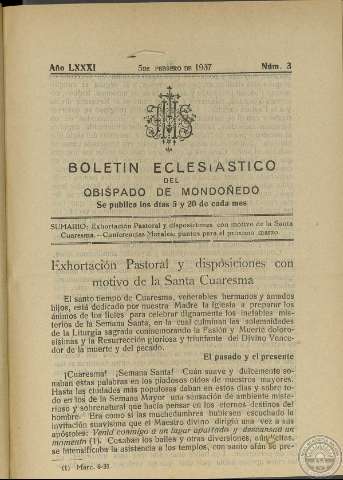 Año LXXXI 5 DE FEBRERO DE 1937 Núm. 3
BOLETIN ECLESIASTICO
DEL
OBISPADO DE MONDOÑEDO
Se publica los días 5 y 20 de cada mes
SUMARIO: Exhortación Pastoral y disposiciones con motivo de la Santa
Cuaresma.—Conferencias Morales: puntos para el próximo marzo
Exhortación Pastoral y disposiciones con
motivo de la Santa Cuaresma
El santo tiempo de Cuaresma, venerables hermanos y amados
hijos, está dedicado por nuestra Madre la Iglesia a preparar los
ánimos de los fieles para celebrar dignamente los inefables mis-
terios de la Semana Santa, en la cual culminan las solemnidades
de la Liturgia sagrada conmemorando la Pasión y Muerte doloro-
sísimas y la Resurrección gloriosa y triunfante del Divino Vence-
dor de la muerte y del pecado.
El pasado y el presente
¡Cuaresma! ¡Semana Santa! Cuán suave y dulcemente so-
naban estas palabras en los piadosos oídos de nuestros mayores.
Hasta las ciudades más populosas daban en estos días y sobre to-
do en los de la Semana Mayor una sensación de ambiente miste-
rioso y sobrenatural que hacía pensar en los eternos destinos del
hombre. Era como si las muchedumbres hubiesen escuchado la
invitación suavísima que el Maestro divino dirigió una vez a sus
apóstoles: Venid conmigo a un lugar apartado y descansad un
momento (1). Cesaban los bailes y otras diversiones, aún lícitas,
se intensificaba la asistencia a los templos, con santo afán se pre-
(1) Marc. 6-31